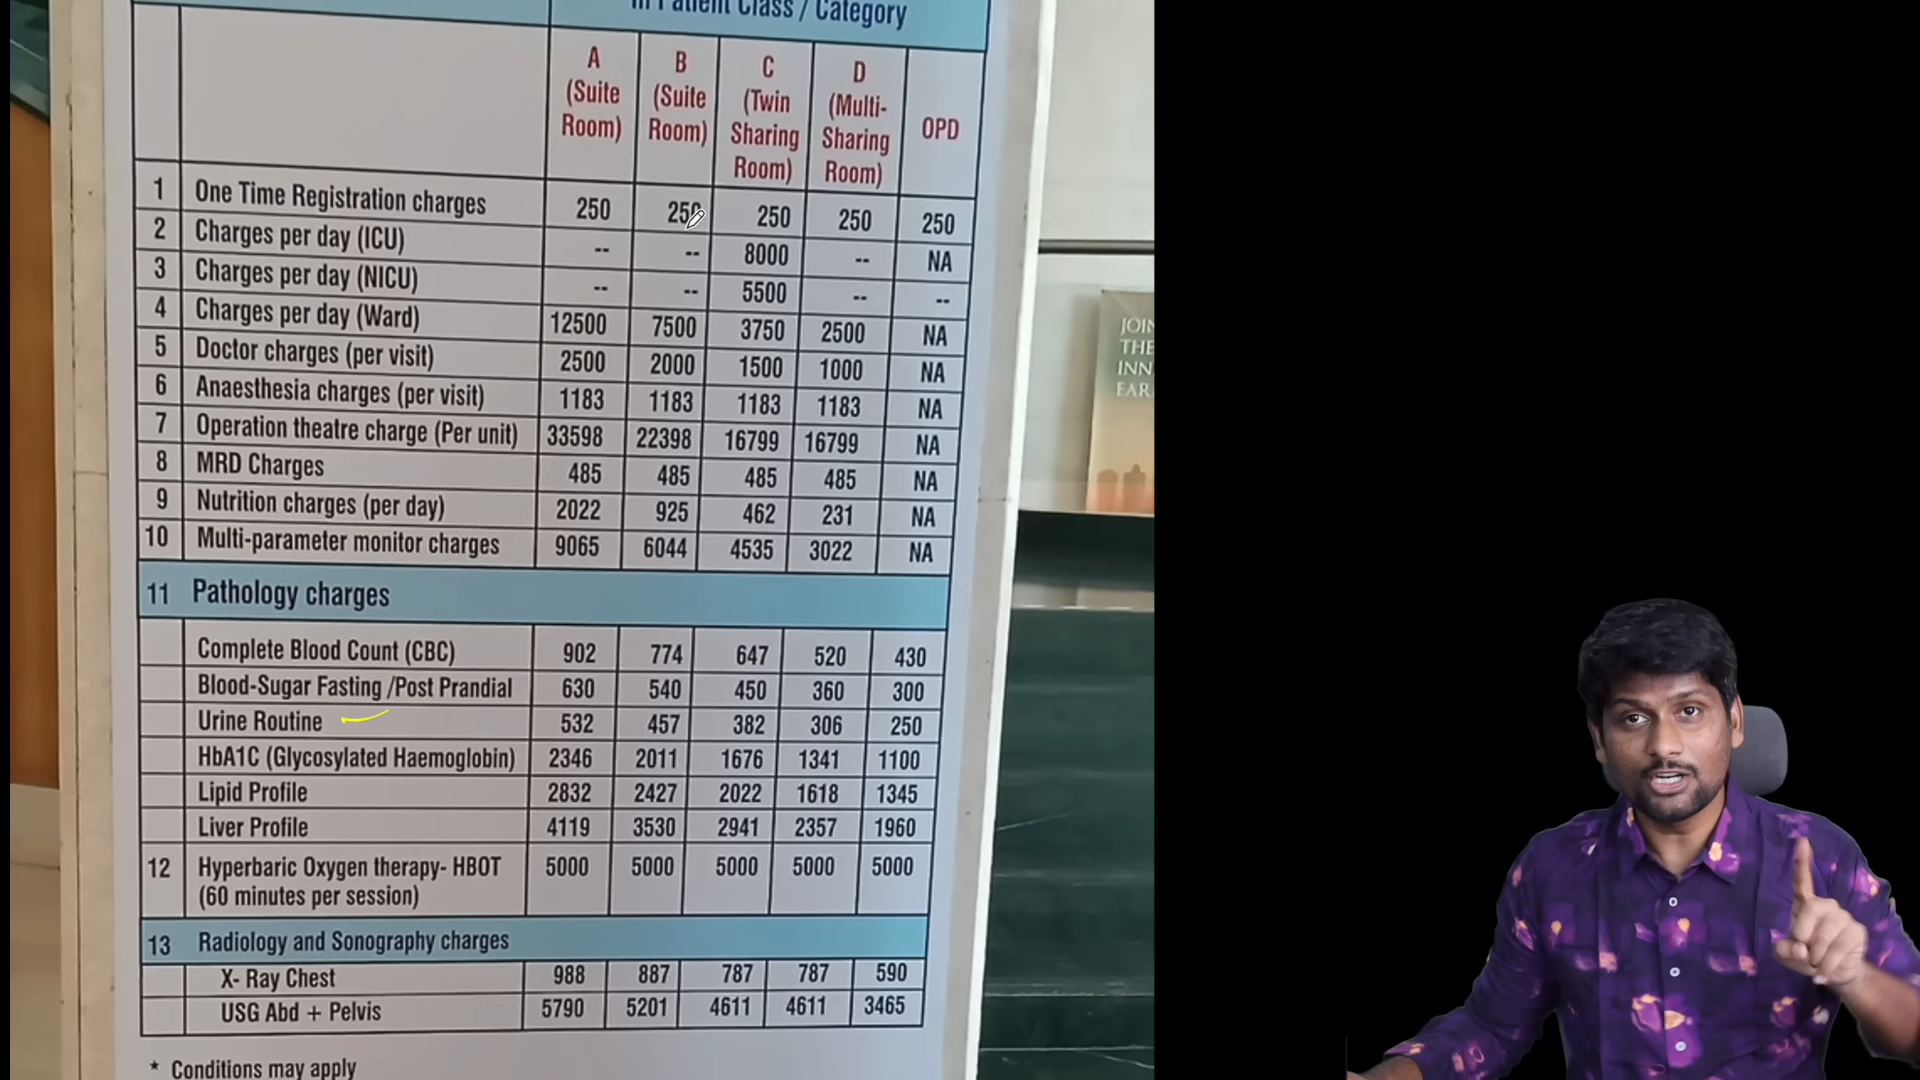 In Patient Class / Category
A (Suite Room) B (Suite Room) C (Twin Sharing Room) D (Multi-Sharing Room) OPD
1 One Time Registration charges 250 250 250 250 250
2 Charges per day (ICU) -- -- 8000 -- NA
3 Charges per day (NICU) -- -- 5500 -- --
4 Charges per day (Ward) 12500 7500 3750 2500 NA
5 Doctor charges (per visit) 2500 2000 1500 1000 NA
6 Anaesthesia charges (per visit) 1183 1183 1183 1183 NA
7 Operation theatre charge (Per unit) 33598 22398 16799 16799 NA
8 MRD Charges 485 485 485 485 NA
9 Nutrition charges (per day) 2022 925 462 231 NA
10 Multi-parameter monitor charges 9065 6044 4535 3022 NA
11 Pathology charges
Complete Blood Count (CBC) 902 774 647 520 430
Blood-Sugar Fasting /Post Prandial 630 540 450 360 300
Urine Routine 532 457 382 306 250
HbA1C (Glycosylated Haemoglobin) 2346 2011 1676 1341 1100
Lipid Profile 2832 2427 2022 1618 1345
Liver Profile 4119 3530 2941 2357 1960
12 Hyperbaric Oxygen therapy- HBOT 5000 5000 5000 5000 5000
(60 minutes per session)
13 Radiology and Sonography charges
X- Ray Chest 988 887 787 787 590
USG Abd + Pelvis 5790 5201 4611 4611 3465
* Conditions may apply
JOIN
THE
INN
EAR